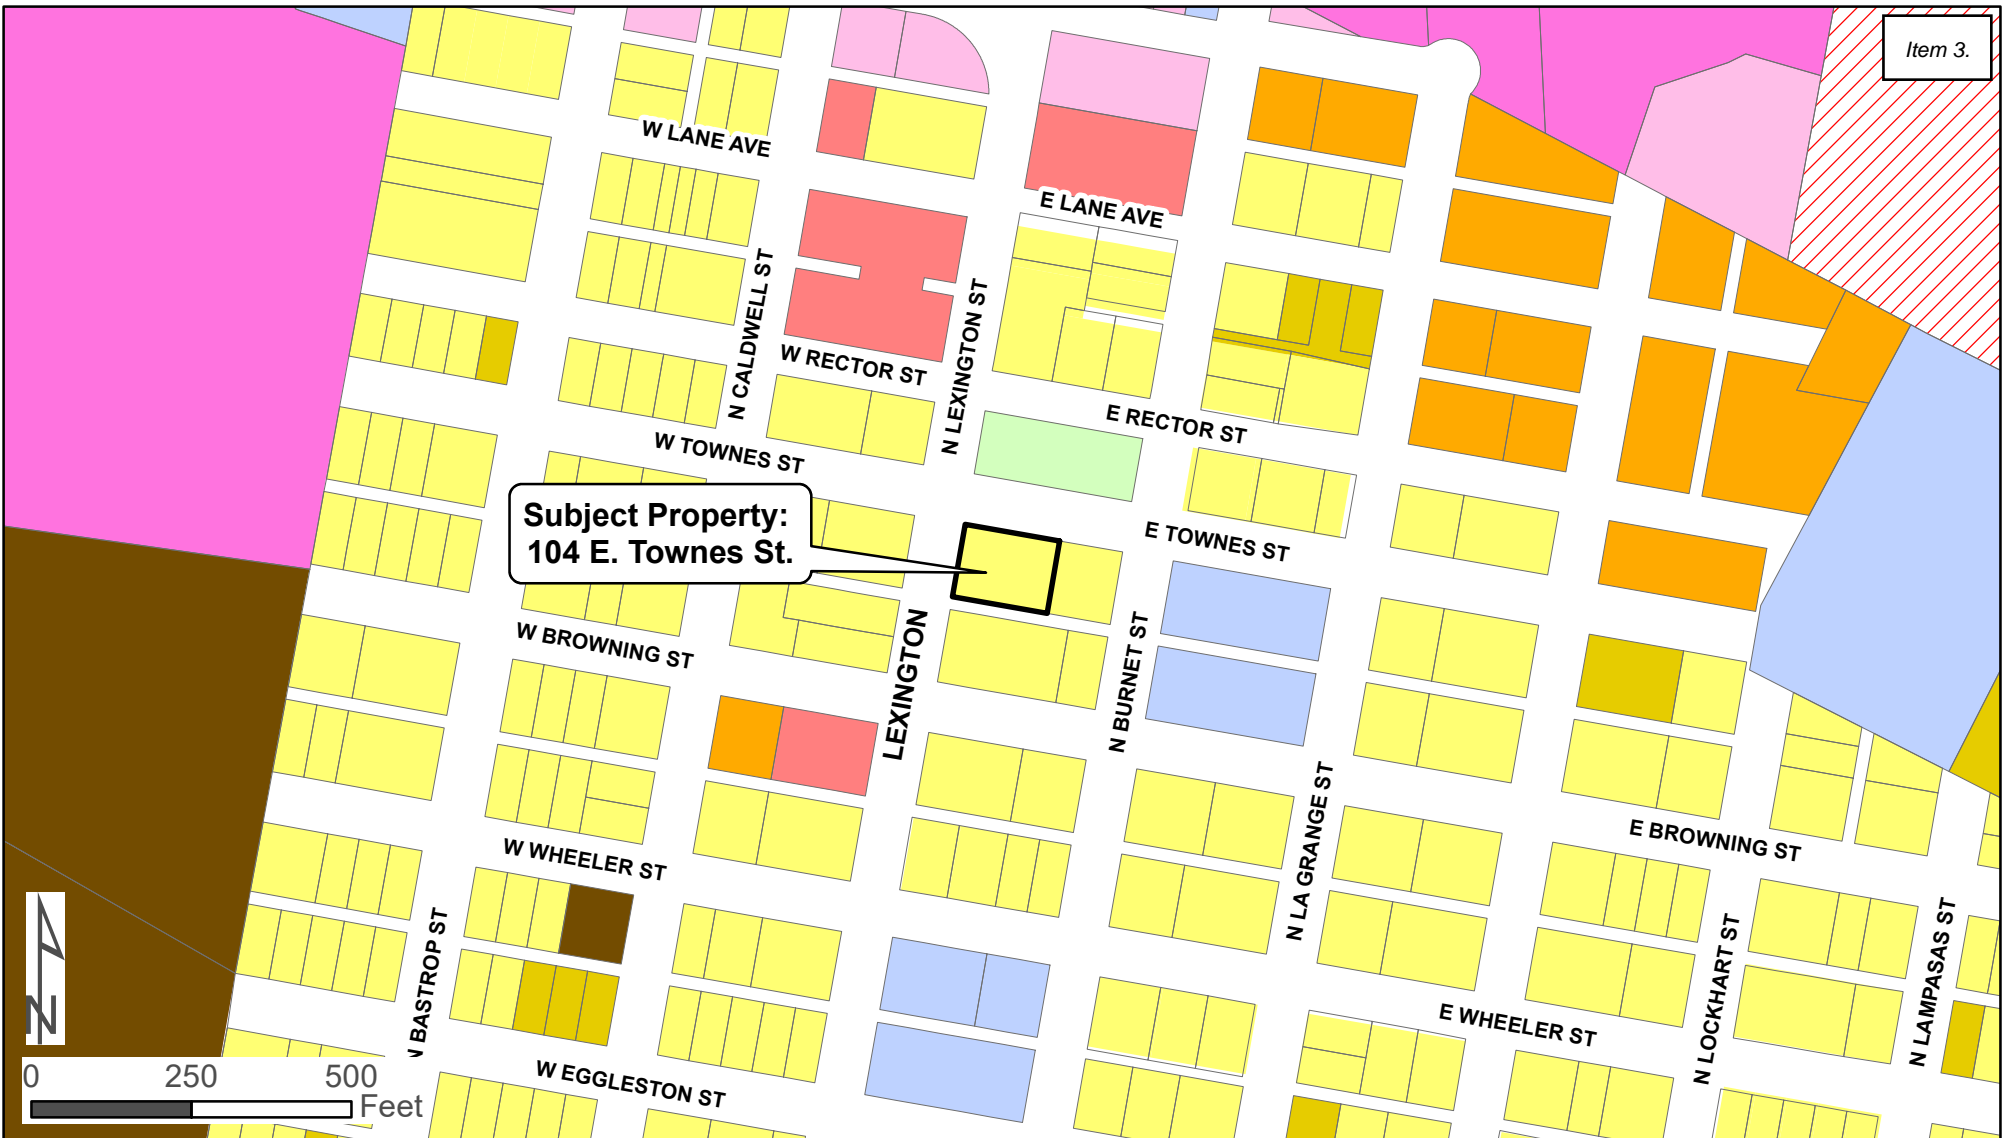 Item 3.
W LANE AVE
E LANE AVE
N CALDWELL ST
N LEXINGTON ST
W RECTOR ST
E RECTOR ST
W TOWNES ST
Subject Property:
104 E. Townes St.
E TOWNES ST
W BROWNING ST
LEXINGTON
N BURNET ST
N LA GRANGE ST
E BROWNING ST
W WHEELER ST
N BASTROP ST
N LOCKHART ST
N LAMPASAS ST
E WHEELER ST
W EGGLESTON ST
N
0 250 500
Feet